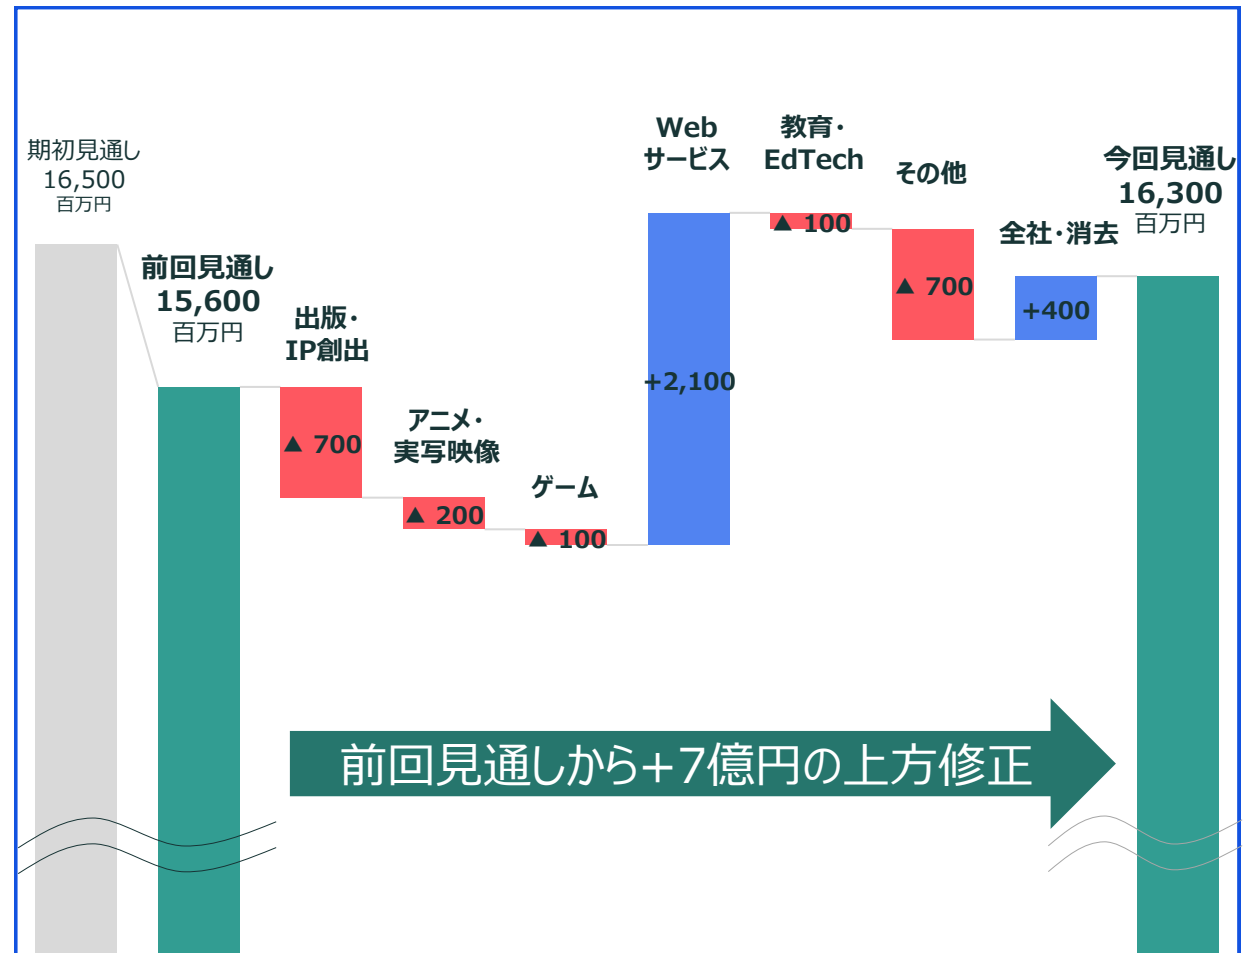 期初見通し
16,500
百万円
前回見通し
15,600
百万円
出版・
IP創出
▲ 700
アニメ・
実写映像
▲ 200
ゲーム
▲ 100
Web
サービス
+2,100
教育・
EdTech
▲ 100
その他
▲ 700
全社・消去
+400
今回見通し
16,300
百万円
前回見通しから+7億円の上方修正